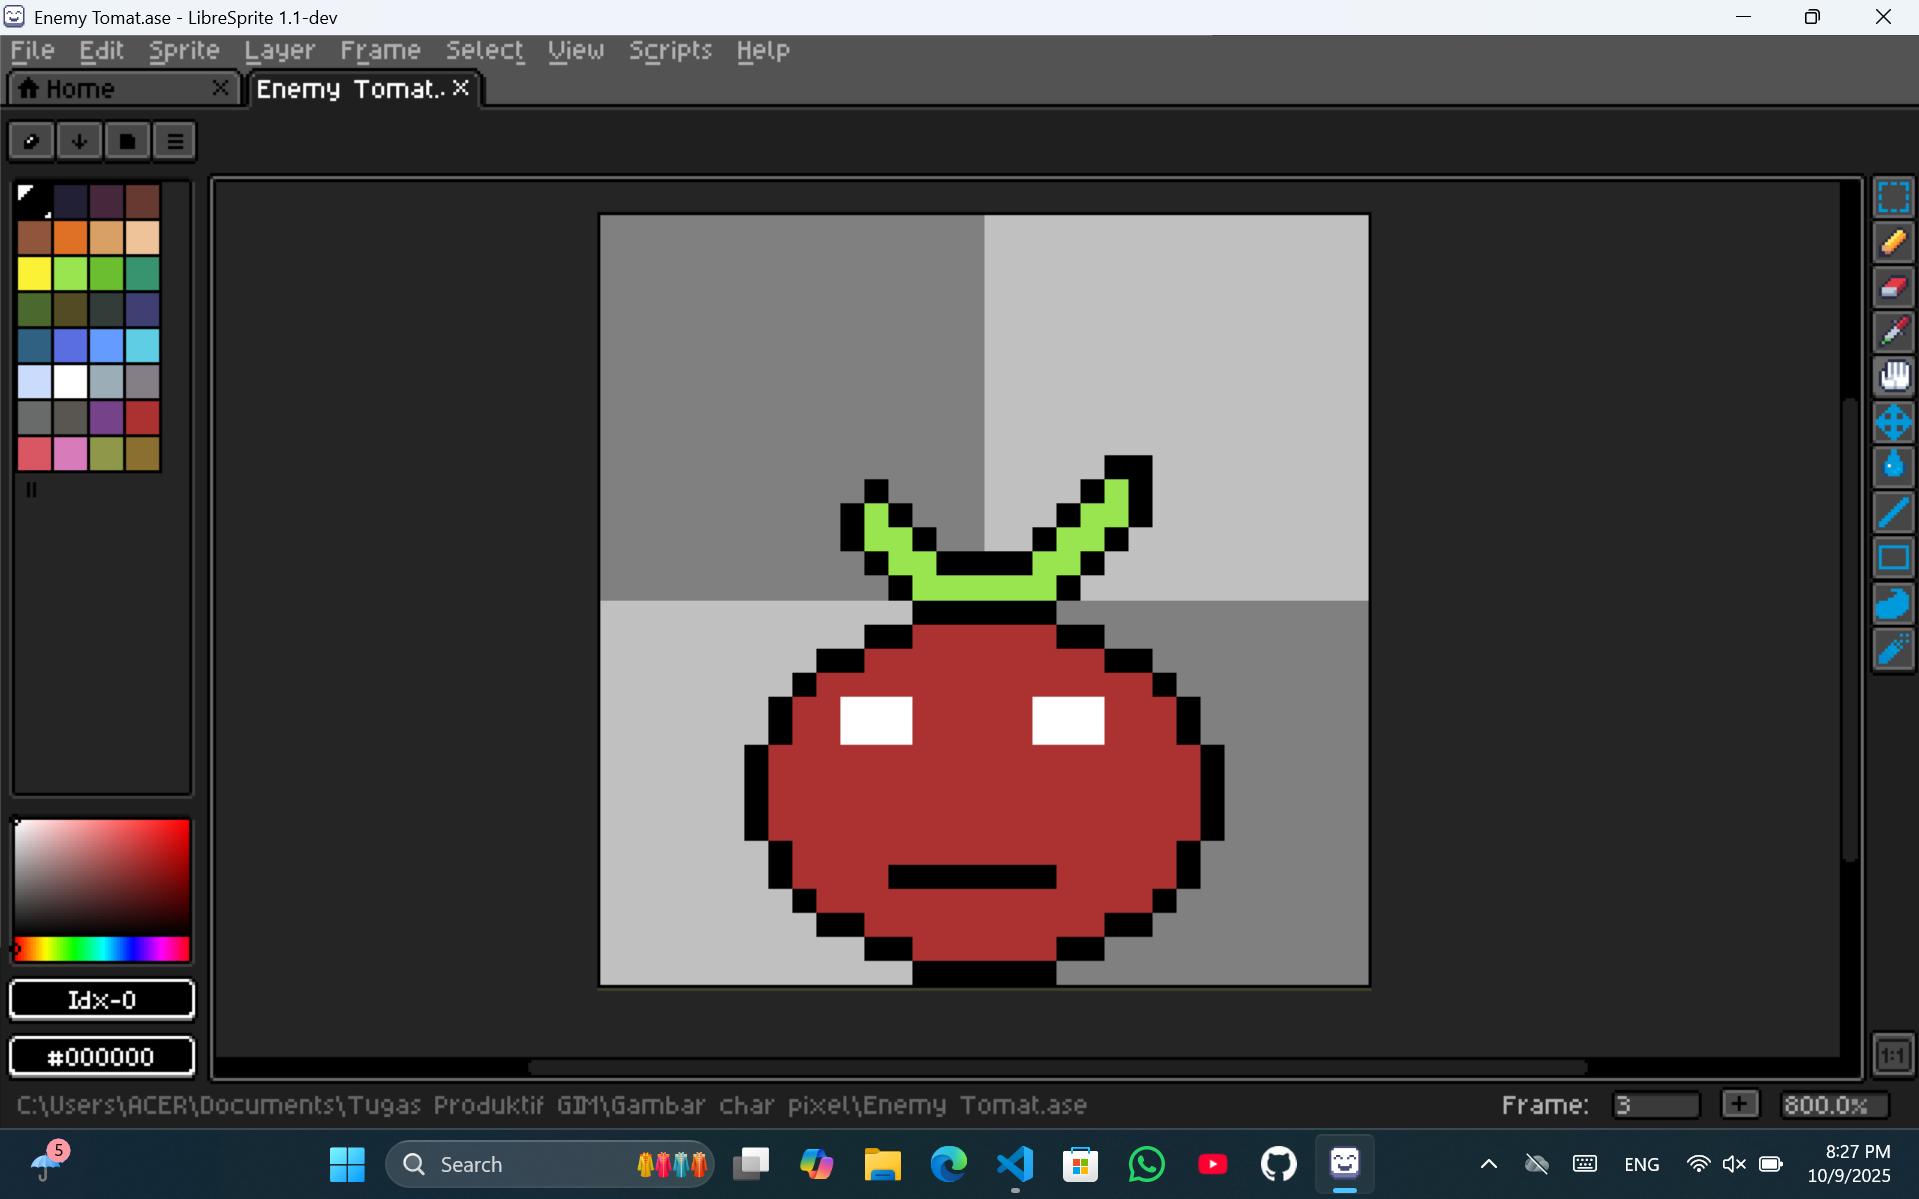 Enemy Tomat.ase - LibreSprite 1.1-dev
File Edit Sprite Layer Frame Select View Scripts Help
Home
Enemy Tomat..
Idx-0
#000000
1:1
C:\Users\ACER\Documents\Tugas Produktif GIM\Gambar char pixel\Enemy Tomat.ase
Frame: 3 + 800.0%
5
Search
ENG
8:27 PM
10/9/2025